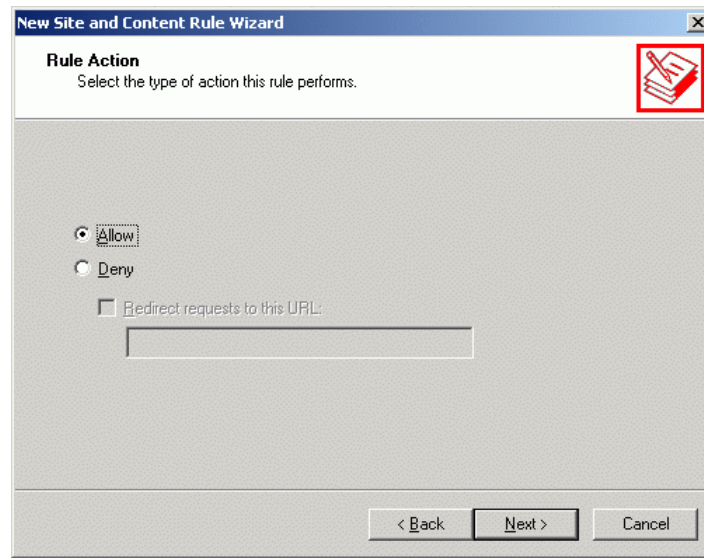 New Site and Content Rule Wizard
Rule Action
Select the type of action this rule performs.
Allow
Deny
Redirect requests to this URL:
< Back
Next >
Cancel